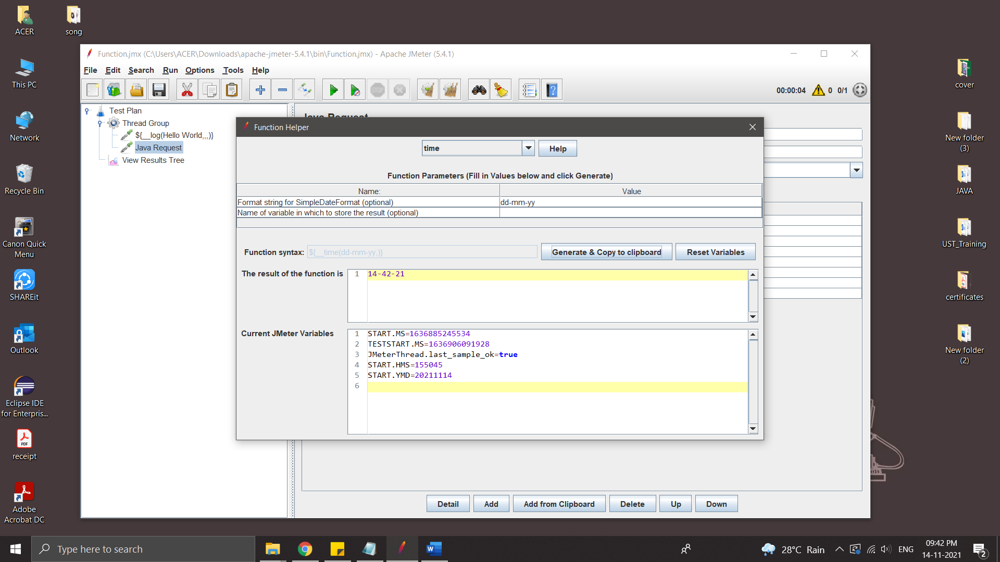 ACER
song
This PC
Network
Recycle Bin
Canon Quick
Menu
SHAREit
Outlook
Eclipse IDE
for Enterpris...
PDF
receipt
Adobe
Acrobat DC
Function.jmx (C:\Users\ACER\Downloads\apache-jmeter-5.4.1\bin\Function.jmx) - Apache JMeter (5.4.1)
File Edit Search Run Options Tools Help
STOP
00:00:04 0 0/1
Test Plan
Thread Group
${__log(Hello World,,,)}
Java Request
View Results Tree
Java Request
Function Helper
time
Help
Function Parameters (Fill in Values below and click Generate)
Name: Value
Format string for SimpleDateFormat (optional) dd-mm-yy
Name of variable in which to store the result (optional)
Function syntax: ${__time(dd-mm-yy,)} Generate & Copy to clipboard Reset Variables
The result of the function is 1 14-42-21
Current JMeter Variables 1 START.MS=1636885245534
2 TESTSTART.MS=1636906091928
3 JMeterThread.last_sample_ok=true
4 START.HMS=155045
5 START.YMD=20211114
6
Detail Add Add from Clipboard Delete Up Down
cover
New folder
(3)
JAVA
UST_Training
certificates
New folder
(2)
Type here to search
28°C Rain
ENG
09:42 PM
14-11-2021
2